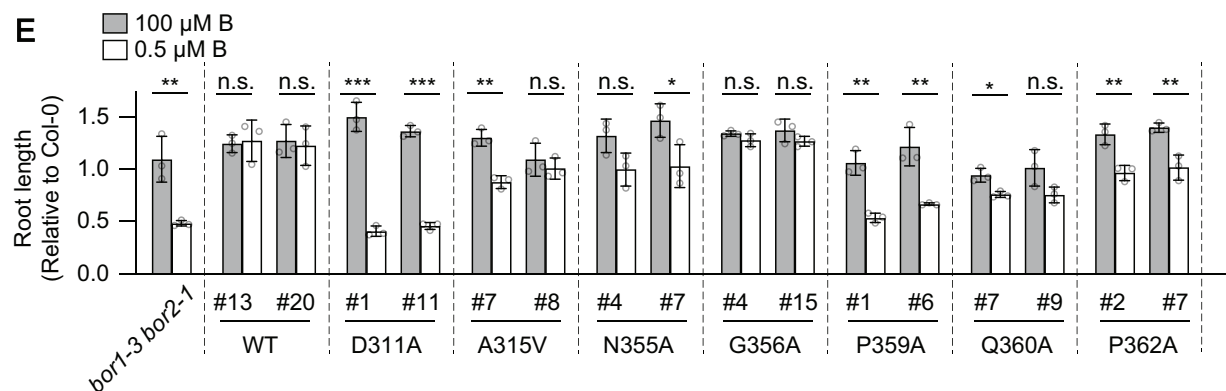 E
100 µM B
0.5 µM B
** n.s. n.s. *** *** ** n.s. n.s. * n.s. n.s. ** ** * n.s. ** **
Root length
(Relative to Col-0)
1.5
1.0
0.5
0.0
bor1-3 bor2-1
#13 #20 #1 #11 #7 #8 #4 #7 #4 #15 #1 #6 #7 #9 #2 #7
WT D311A A315V N355A G356A P359A Q360A P362A